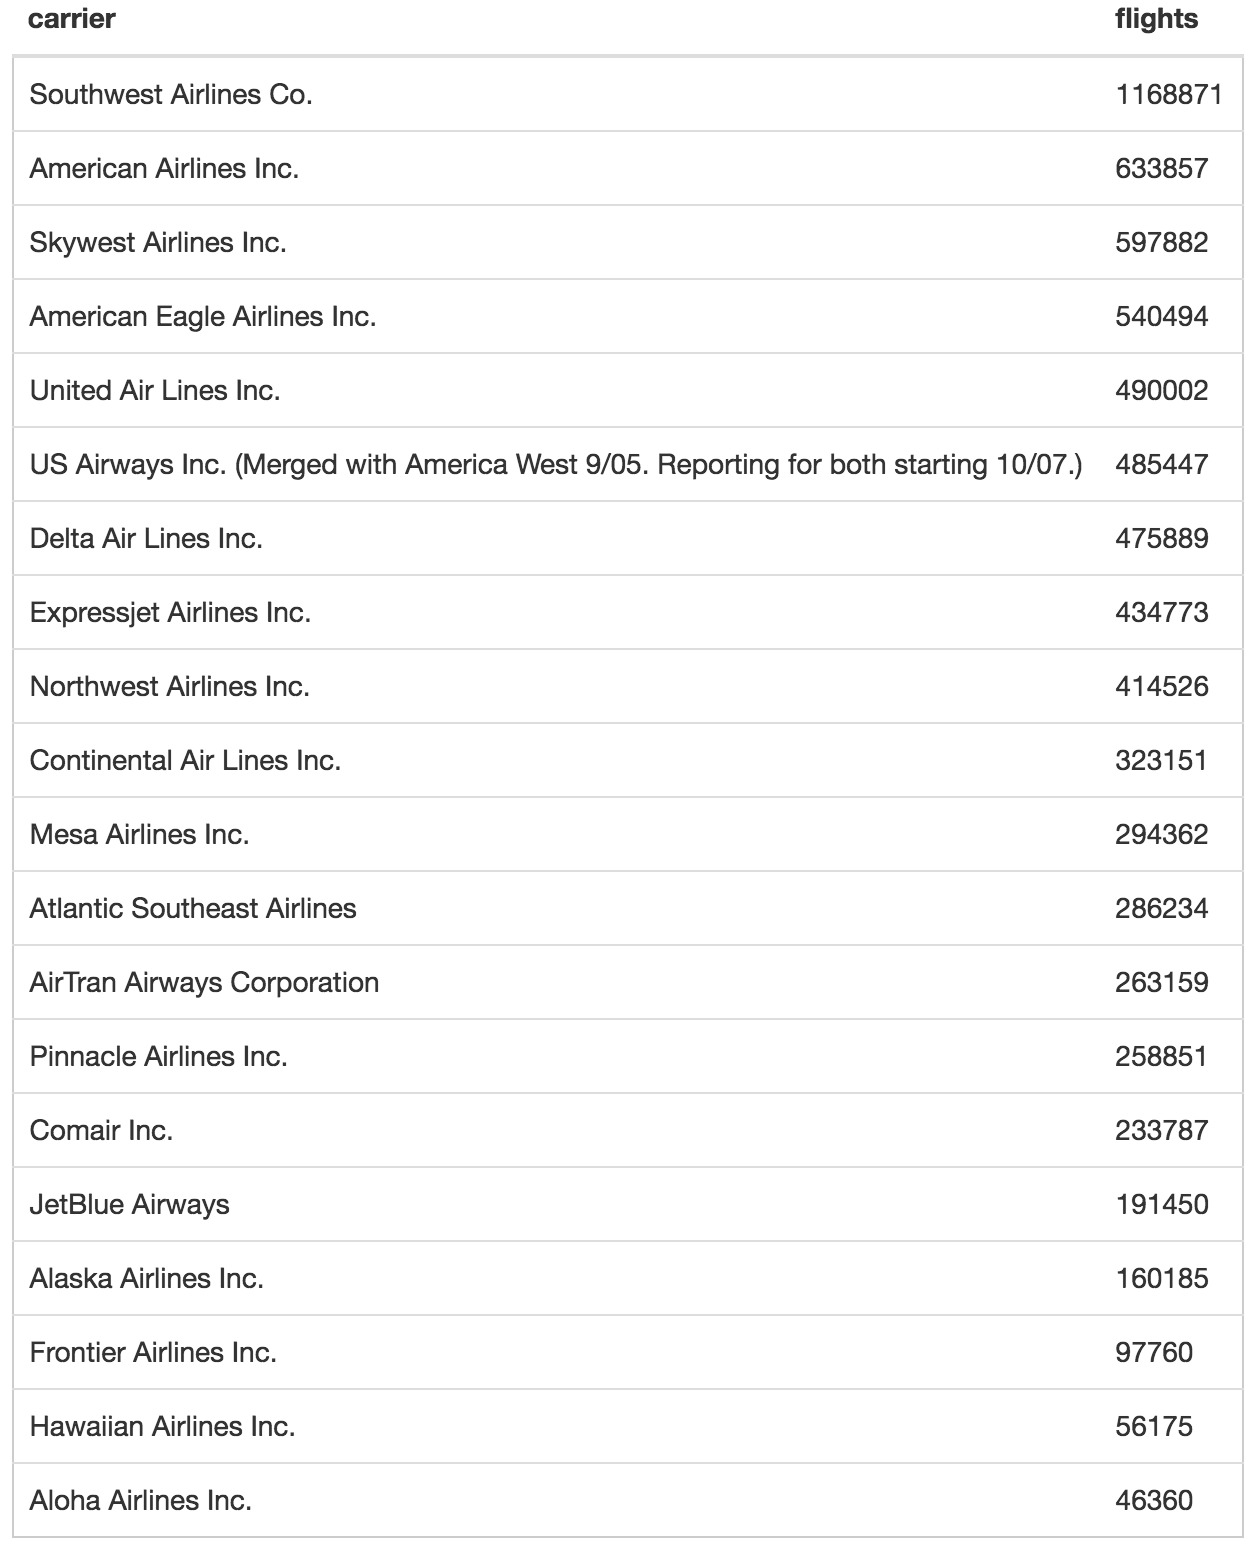 carrier flights
Southwest Airlines Co. 1168871
American Airlines Inc. 633857
Skywest Airlines Inc. 597882
American Eagle Airlines Inc. 540494
United Air Lines Inc. 490002
US Airways Inc. (Merged with America West 9/05. Reporting for both starting 10/07.) 485447
Delta Air Lines Inc. 475889
Expressjet Airlines Inc. 434773
Northwest Airlines Inc. 414526
Continental Air Lines Inc. 323151
Mesa Airlines Inc. 294362
Atlantic Southeast Airlines 286234
AirTran Airways Corporation 263159
Pinnacle Airlines Inc. 258851
Comair Inc. 233787
JetBlue Airways 191450
Alaska Airlines Inc. 160185
Frontier Airlines Inc. 97760
Hawaiian Airlines Inc. 56175
Aloha Airlines Inc. 46360